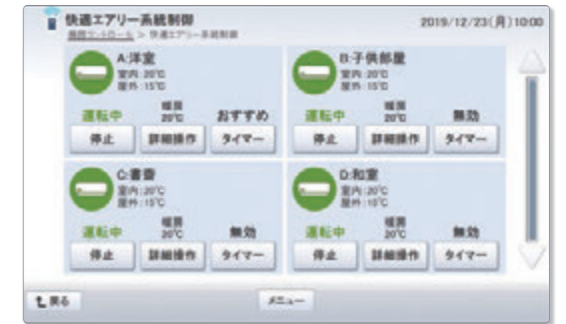 快適エアリー系統制御
2019/12/23(月)10:00
機器コントロール > 快適エアリー系統制御
A:洋室
室内:20℃
屋外:15℃
運転中
暖房
20℃
おすすめ
停止
詳細操作
タイマー
B:子供部屋
室内:20℃
屋外:15℃
運転中
暖房
20℃
無効
停止
詳細操作
タイマー
C:書斎
室内:20℃
屋外:15℃
運転中
暖房
20℃
無効
停止
詳細操作
タイマー
D:和室
室内:20℃
屋外:15℃
運転中
暖房
20℃
無効
停止
詳細操作
タイマー
戻る
メニュー